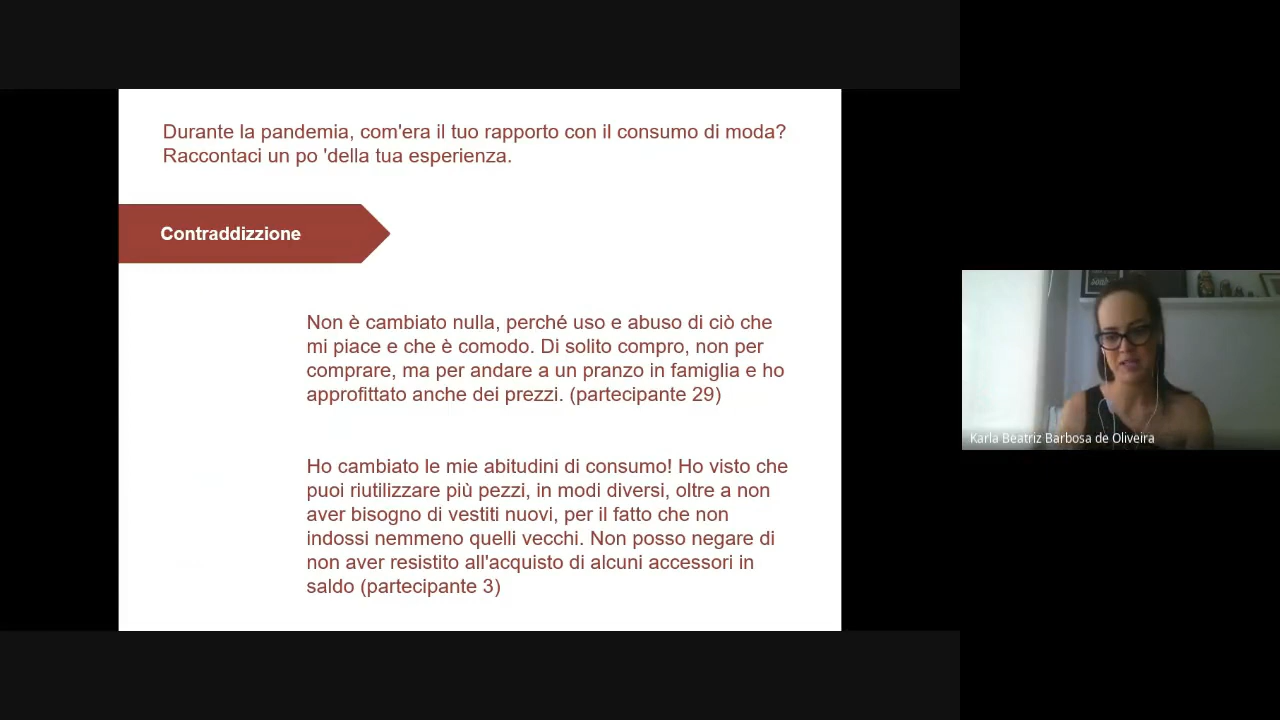 Durante la pandemia, com'era il tuo rapporto con il consumo di moda?
Raccontaci un po 'della tua esperienza.
Contraddizzione
Non è cambiato nulla, perché uso e abuso di ciò che
mi piace e che è comodo. Di solito compro, non per
comprare, ma per andare a un pranzo in famiglia e ho
approfittato anche dei prezzi. (partecipante 29)
Ho cambiato le mie abitudini di consumo! Ho visto che
puoi riutilizzare più pezzi, in modi diversi, oltre a non
aver bisogno di vestiti nuovi, per il fatto che non
indossi nemmeno quelli vecchi. Non posso negare di
non aver resistito all'acquisto di alcuni accessori in
saldo (partecipante 3)
Karla Beatriz Barbosa de Oliveira